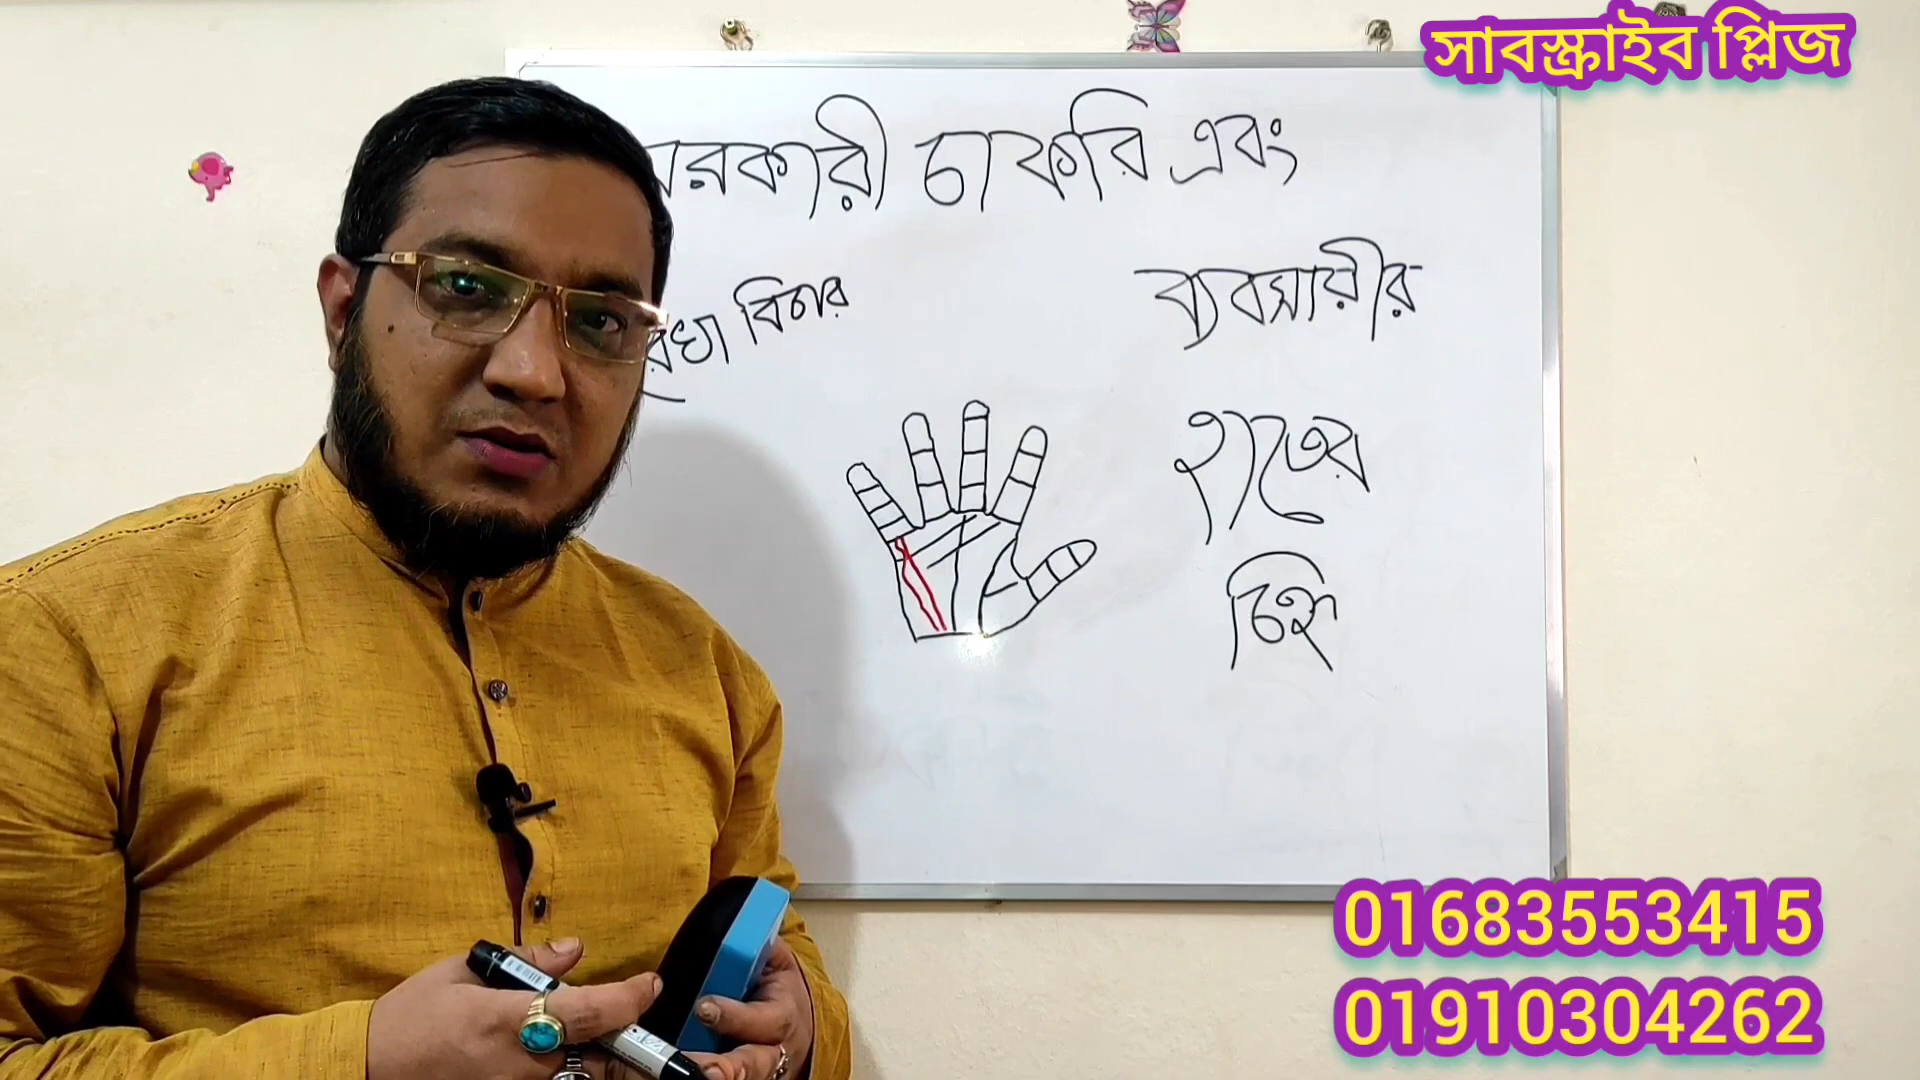 সাবস্ক্রাইব প্লিজ
সরকারী চাকরি এবং
রেখা বিচার
ব্যবসায়ীর
হাতের
চিহ্ন
01683553415
01910304262